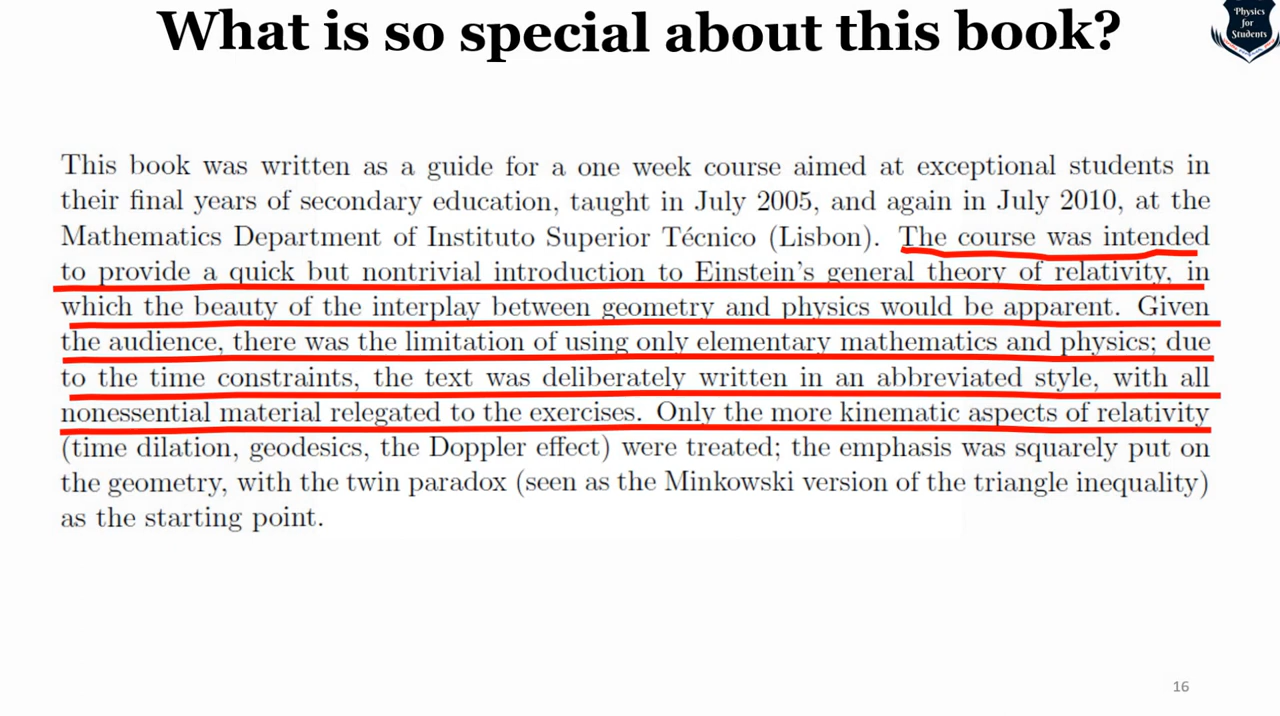 What is so special about this book?
Physics
for
Students
This book was written as a guide for a one week course aimed at exceptional students in
their final years of secondary education, taught in July 2005, and again in July 2010, at the
Mathematics Department of Instituto Superior Técnico (Lisbon). The course was intended
to provide a quick but nontrivial introduction to Einstein's general theory of relativity, in
which the beauty of the interplay between geometry and physics would be apparent. Given
the audience, there was the limitation of using only elementary mathematics and physics; due
to the time constraints, the text was deliberately written in an abbreviated style, with all
nonessential material relegated to the exercises. Only the more kinematic aspects of relativity
(time dilation, geodesics, the Doppler effect) were treated; the emphasis was squarely put on
the geometry, with the twin paradox (seen as the Minkowski version of the triangle inequality)
as the starting point.
16